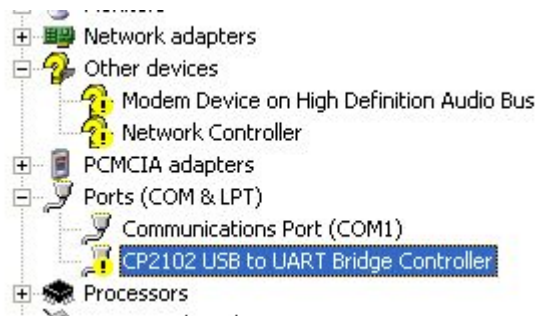 Network adapters
Other devices
Modem Device on High Definition Audio Bus
Network Controller
PCMCIA adapters
Ports (COM & LPT)
Communications Port (COM1)
CP2102 USB to UART Bridge Controller
Processors